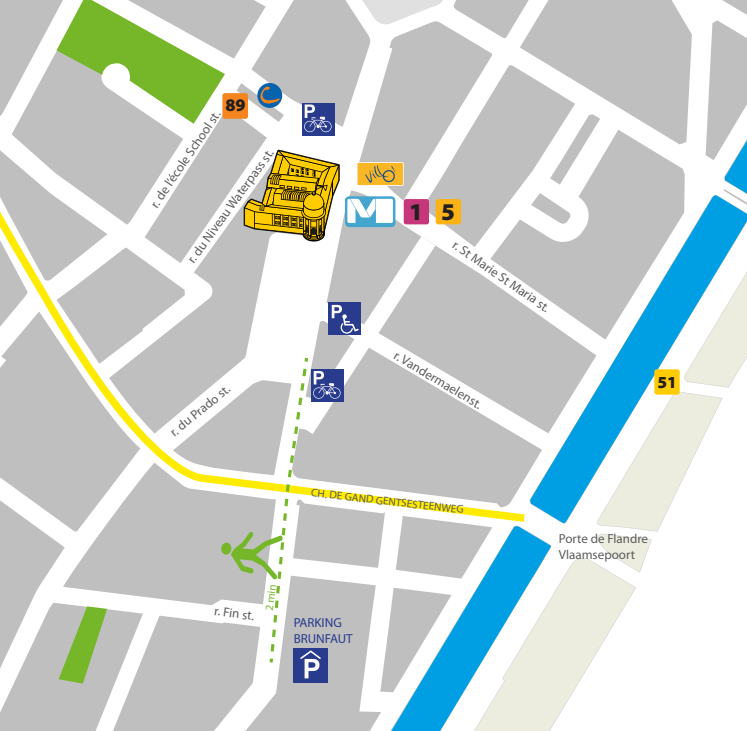 89
P
villo
r. de l'école School st.
r. du Niveau Waterpass st.
M
1
5
r. St Marie St Maria st.
P
r. Vandermaelenst.
P
51
r. du Prado st.
CH. DE GAND GENTSESTEENWEG
Porte de Flandre
Vlaamsepoort
2 min
r. Fin st.
PARKING
BRUNFAUT
P